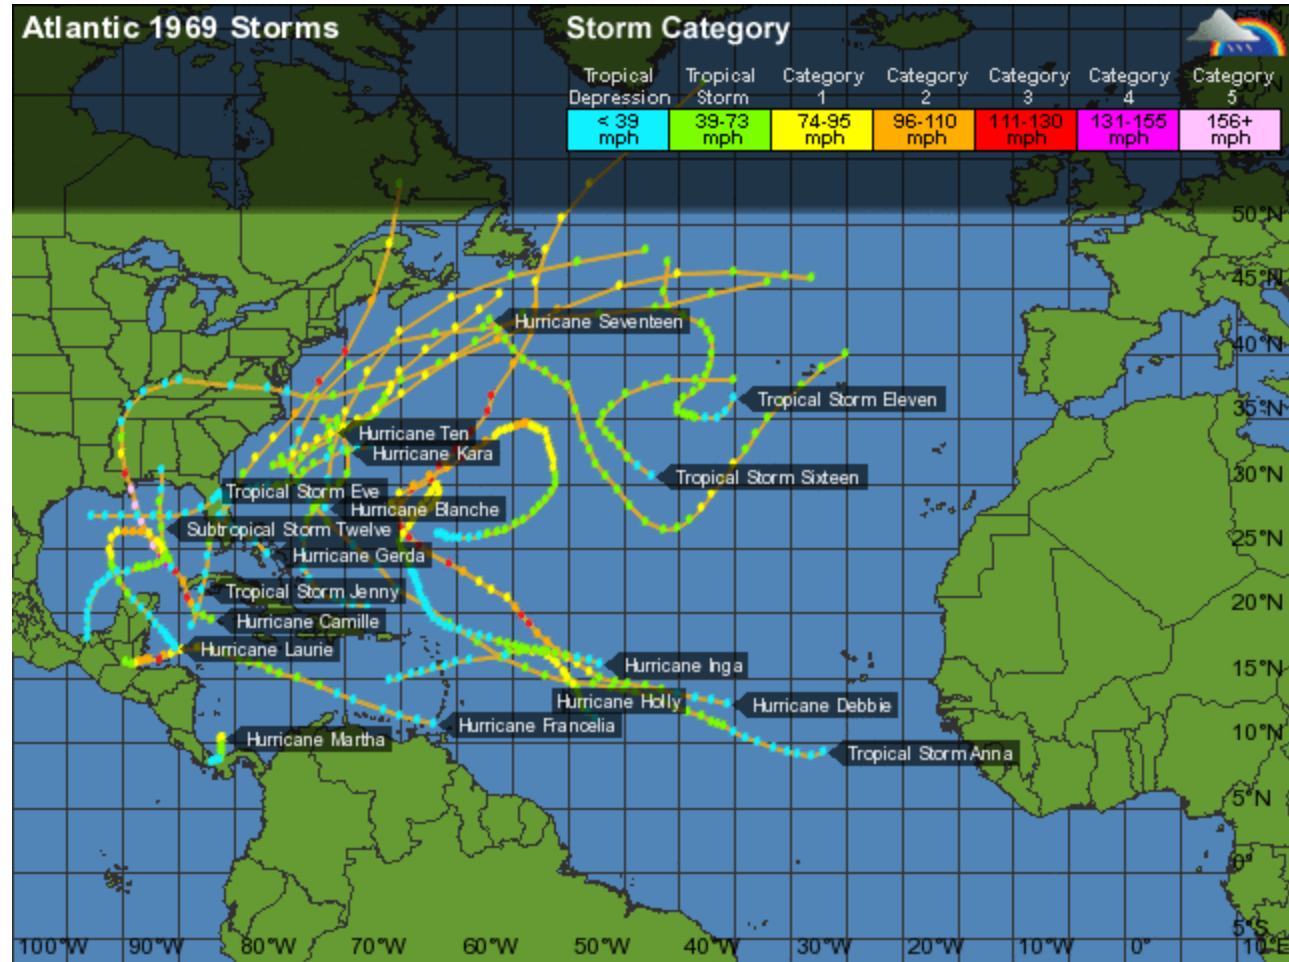 Atlantic 1969 Storms
Storm Category
Tropical Depression
Tropical Storm
Category 1
Category 2
Category 3
Category 4
Category 5
< 39 mph
39-73 mph
74-95 mph
96-110 mph
111-130 mph
131-155 mph
156+ mph
65°N
50°N
45°N
Hurricane Seventeen
40°N
Tropical Storm Eleven
35°N
Hurricane Ten
Hurricane Kara
30°N
Tropical Storm Sixteen
Tropical Storm Eve
Hurricane Blanche
Subtropical Storm Twelve
25°N
Hurricane Gerda
Tropical Storm Jenny
20°N
Hurricane Camille
Hurricane Laurie
Hurricane Inga
15°N
Hurricane Holly
Hurricane Debbie
Hurricane Francelia
10°N
Hurricane Martha
Tropical Storm Anna
5°N
0°
5°S
100°W 90°W 80°W 70°W 60°W 50°W 40°W 30°W 20°W 10°W 0° 10°E